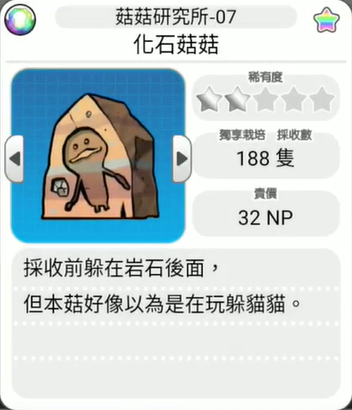 菇菇研究所-07
化石菇菇
稀有度
獨享栽培 採收數
188 隻
賣價
32 NP
採收前躲在岩石後面，
但本菇好像以為是在玩躲貓貓。